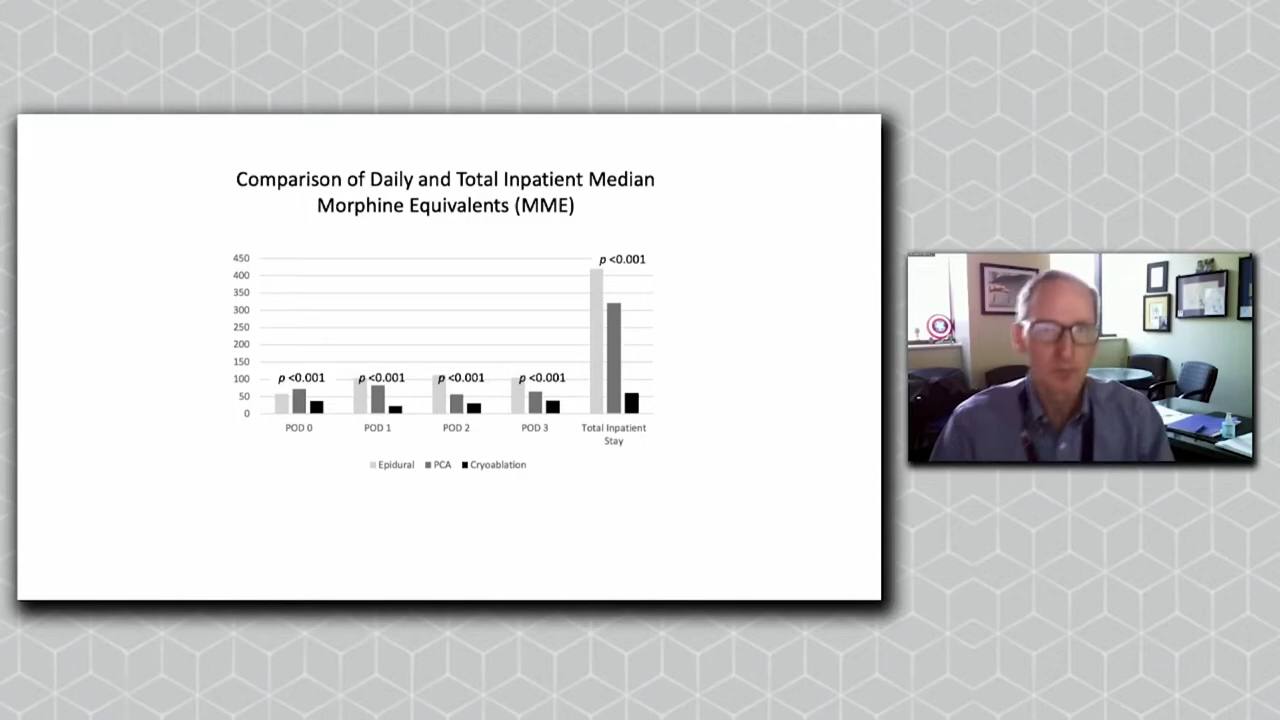 Comparison of Daily and Total Inpatient Median
Morphine Equivalents (MME)
450
400
350
300
250
200
150
100
50
0
p <0.001
p <0.001
p <0.001
p <0.001
p <0.001
POD 0
POD 1
POD 2
POD 3
Total Inpatient
Stay
Epidural
PCA
Cryoablation